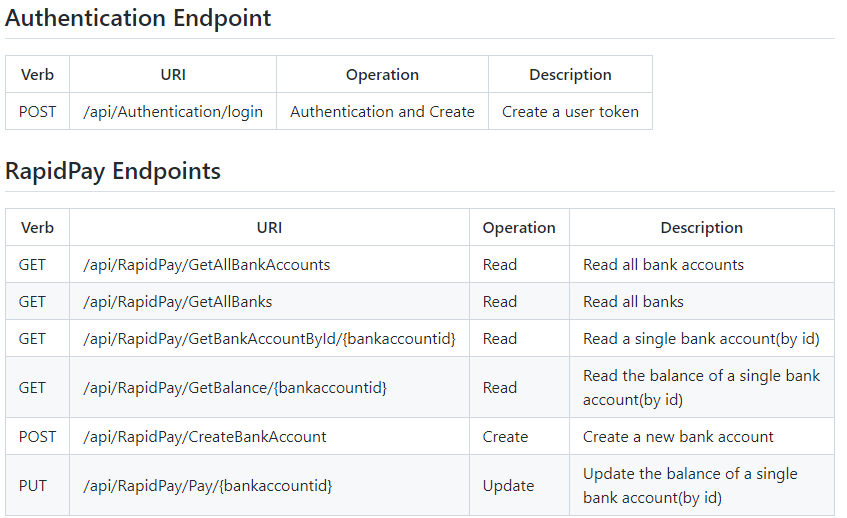 Authentication Endpoint
Verb URI Operation Description
POST /api/Authentication/login Authentication and Create Create a user token
RapidPay Endpoints
Verb URI Operation Description
GET /api/RapidPay/GetAllBankAccounts Read Read all bank accounts
GET /api/RapidPay/GetAllBanks Read Read all banks
GET /api/RapidPay/GetBankAccountById/{bankaccountid} Read Read a single bank account(by id)
GET /api/RapidPay/GetBalance/{bankaccountid} Read Read the balance of a single bank
account(by id)
POST /api/RapidPay/CreateBankAccount Create Create a new bank account
PUT /api/RapidPay/Pay/{bankaccountid} Update Update the balance of a single
bank account(by id)